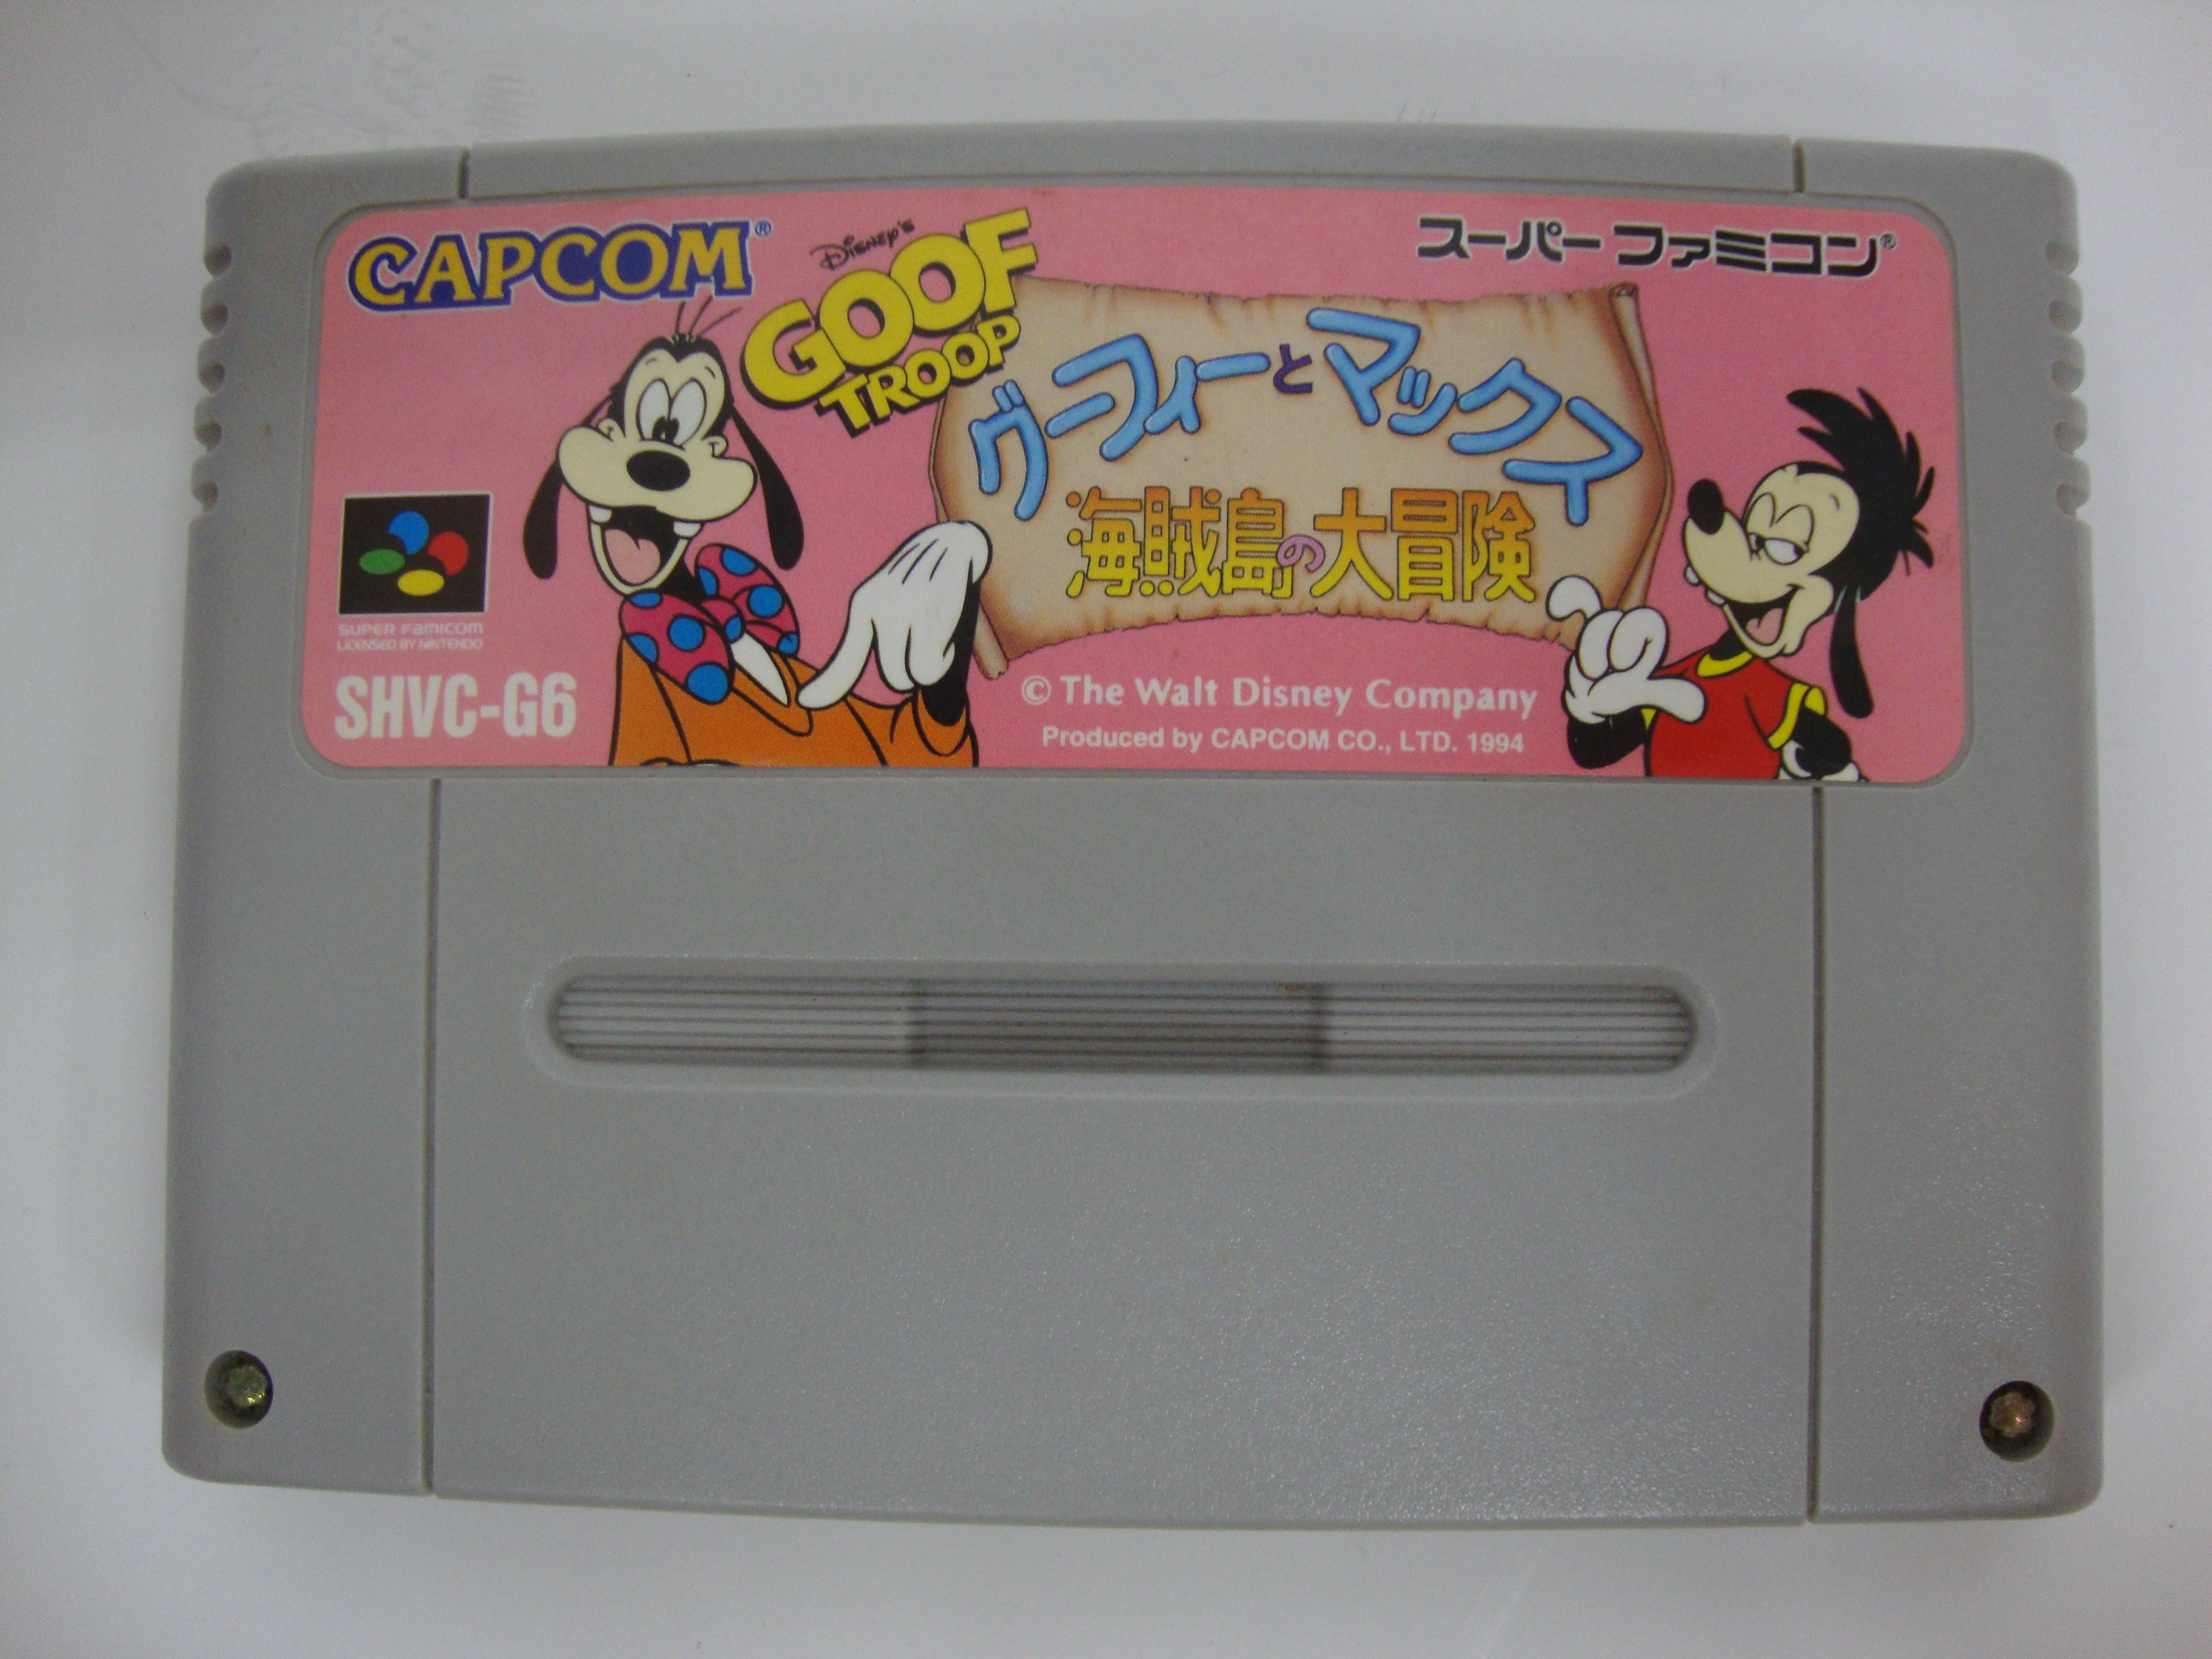 CAPCOM®
Disney's
GOOF
TROOP
スーパーファミコン®
グーフィーとマックス
海賊島の大冒険
SUPER FAMICOM
LICENSED BY NINTENDO
SHVC-G6
© The Walt Disney Company
Produced by CAPCOM CO., LTD. 1994